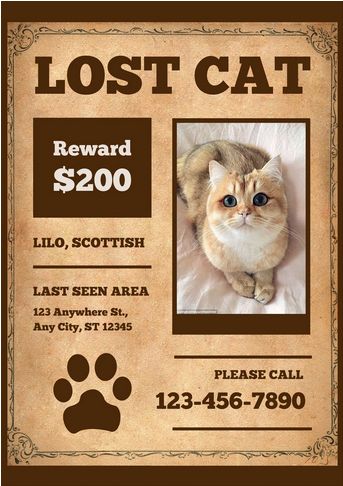 LOST CAT
Reward
$200
LILO, SCOTTISH
LAST SEEN AREA
123 Anywhere St.,
Any City, ST 12345
PLEASE CALL
123-456-7890